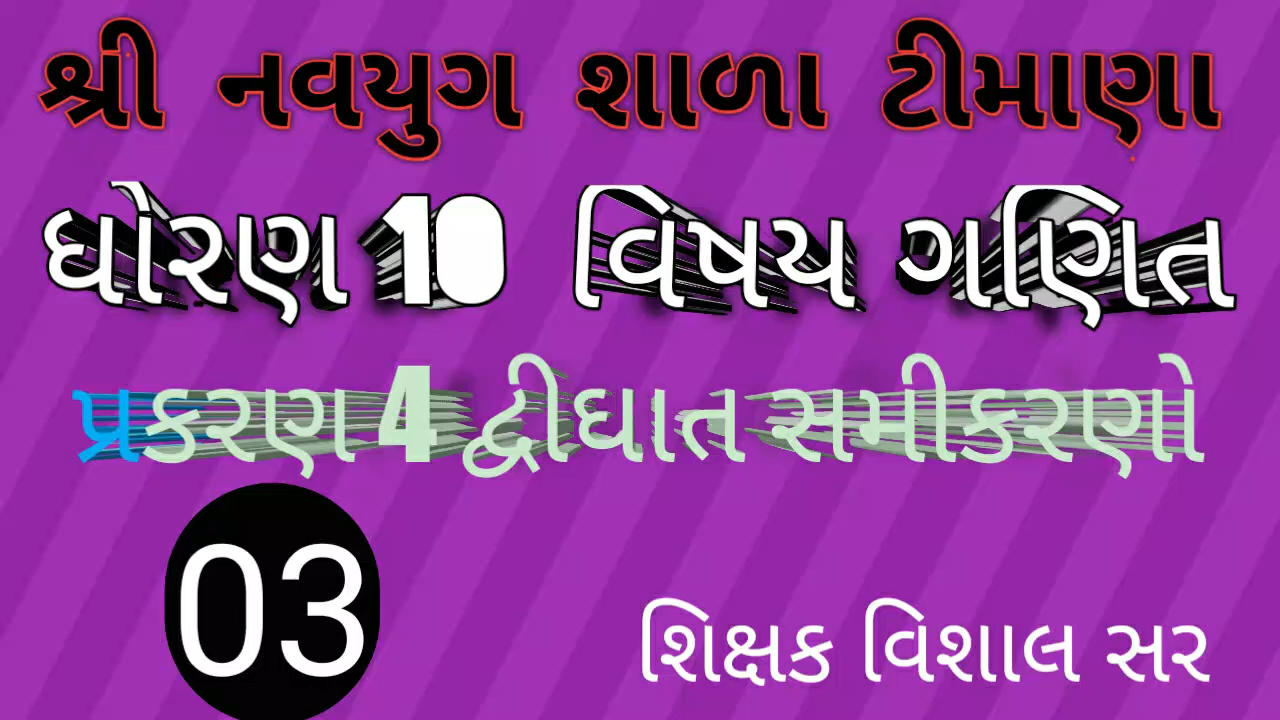 શ્રી નવયુગ શાળા ટીમાણા
ધોરણ 10 વિષય ગણિત
પ્રકરણ 4 દ્વીઘાત સમીકરણો
03
શિક્ષક વિશાલ સર